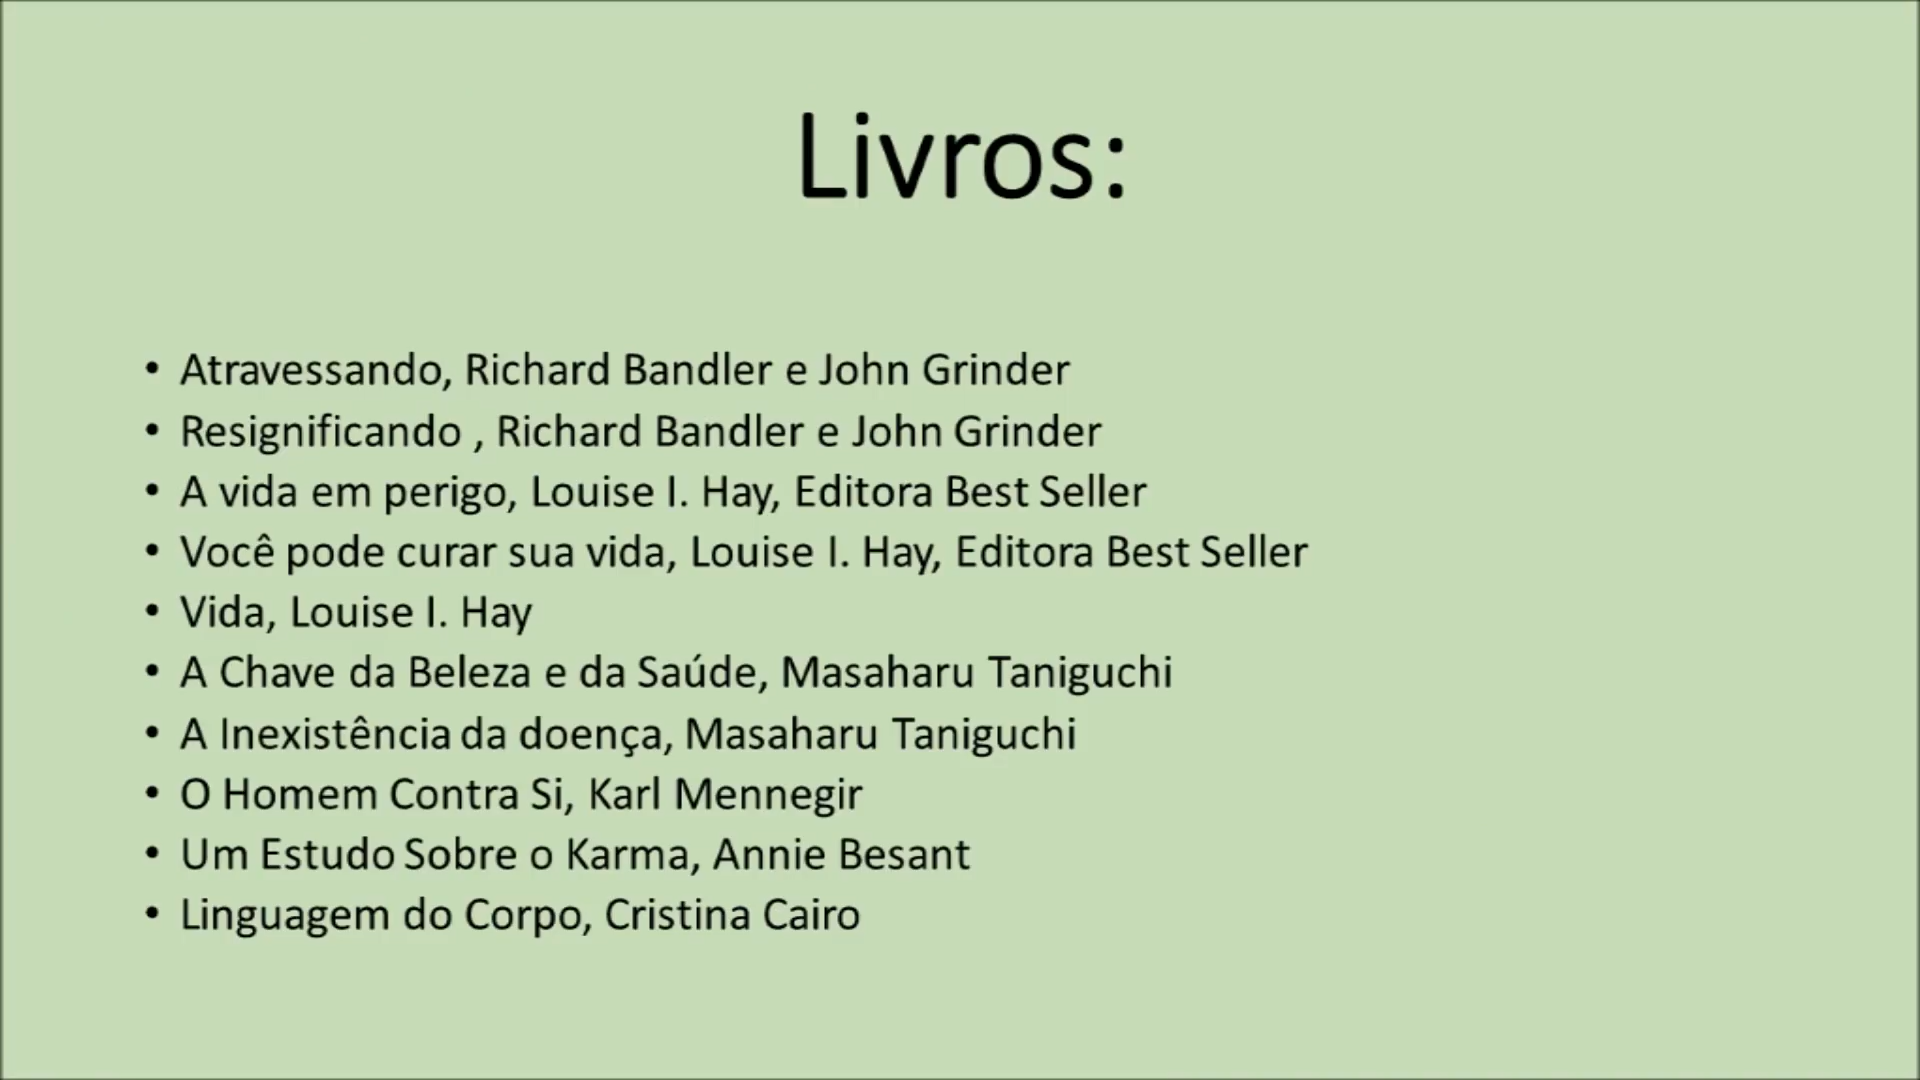 Livros:
• Atravessando, Richard Bandler e John Grinder
• Resignificando , Richard Bandler e John Grinder
• A vida em perigo, Louise I. Hay, Editora Best Seller
• Você pode curar sua vida, Louise I. Hay, Editora Best Seller
• Vida, Louise I. Hay
• A Chave da Beleza e da Saúde, Masaharu Taniguchi
• A Inexistência da doença, Masaharu Taniguchi
• O Homem Contra Si, Karl Mennegir
• Um Estudo Sobre o Karma, Annie Besant
• Linguagem do Corpo, Cristina Cairo